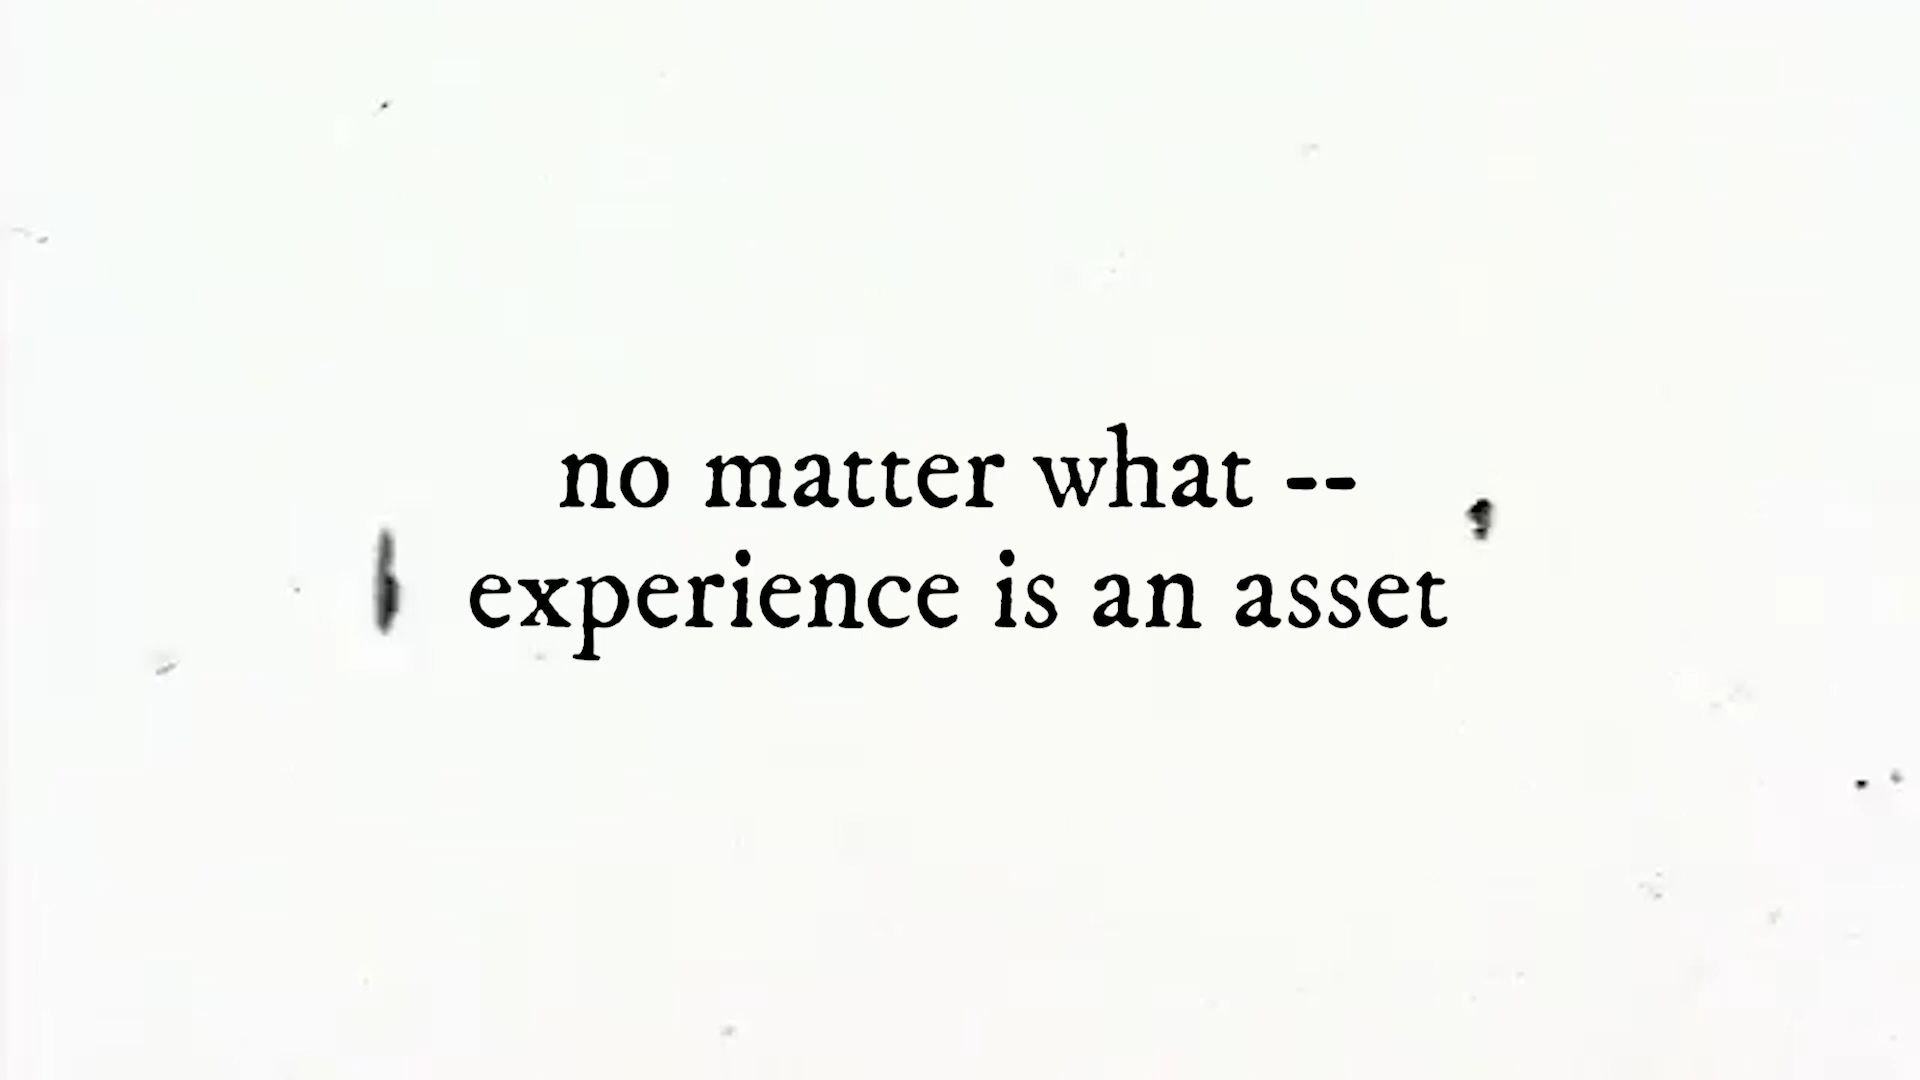 no matter what --
experience is an asset